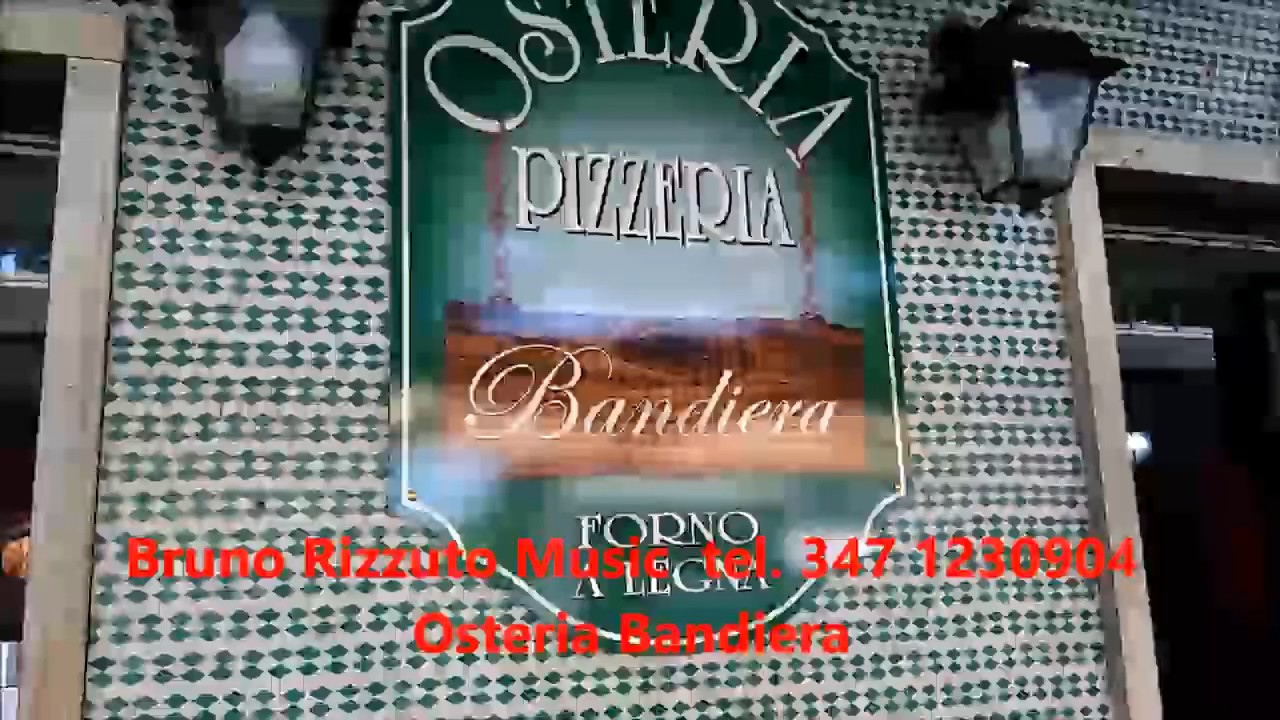 OSTERIA
PIZZERIA
Bandiera
FORNO
A LEGNA
Bruno Rizzuto Music tel. 347 1230904
Osteria Bandiera